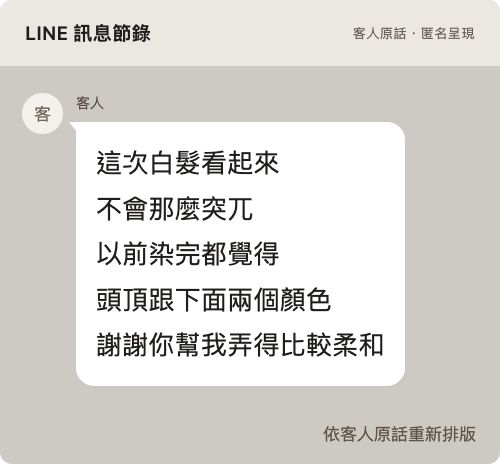 LINE 訊息節錄
客人原話・匿名呈現
客
客人
這次白髮看起來
不會那麼突兀
以前染完都覺得
頭頂跟下面兩個顏色
謝謝你幫我弄得比較柔和
依客人原話重新排版